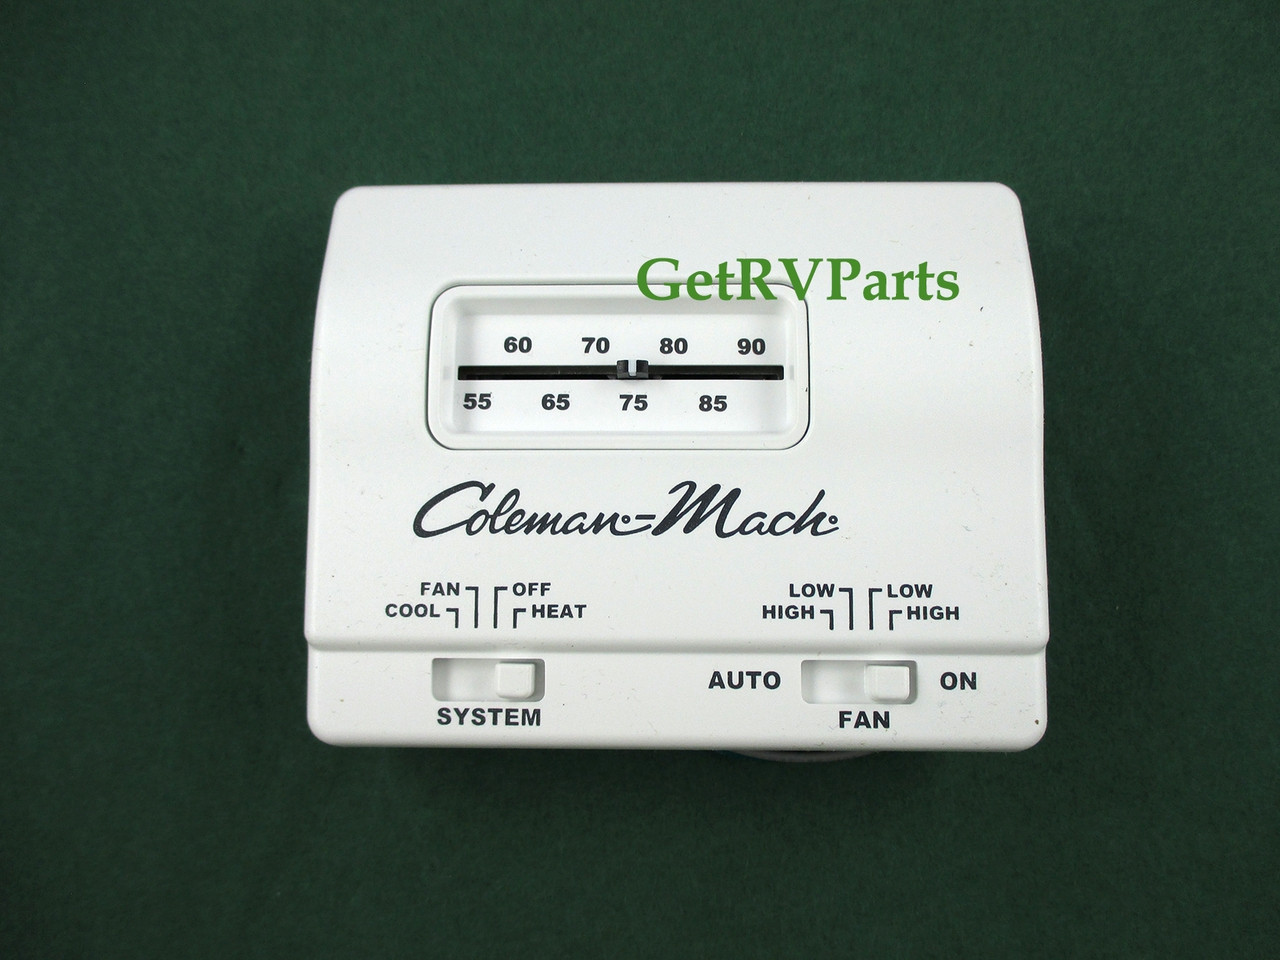 GetRVParts
60 70 80 90
55 65 75 85
Coleman-Mach
FAN OFF
COOL HEAT
LOW LOW
HIGH HIGH
AUTO ON
SYSTEM
FAN